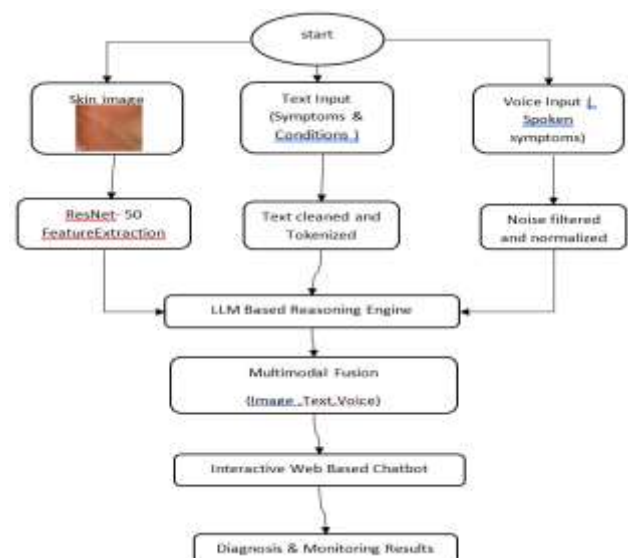 start
Skin image
Text Input
(Symptoms &
Conditions )
Voice Input (
Spoken
symptoms)
ResNet- 50
FeatureExtraction
Text cleaned and
Tokenized
Noise filtered
and normalized
LLM Based Reasoning Engine
Multimodal Fusion
(Image ,Text,Voice)
Interactive Web Based Chatbot
Diagnosis & Monitoring Results